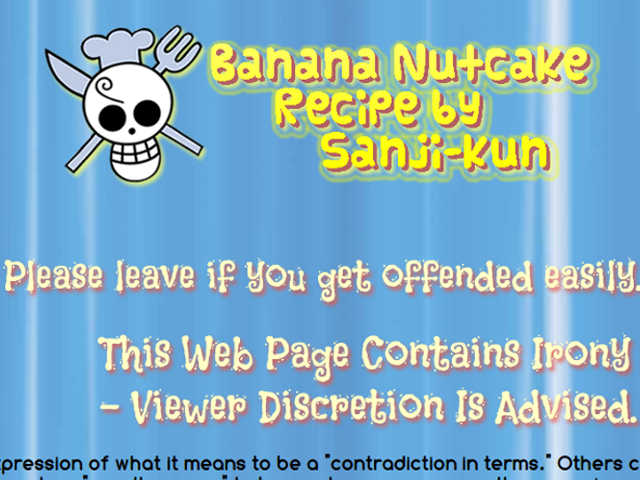 Banana Nutcake
Recipe by
Sanji-kun
Please leave if you get offended easily.
This Web Page Contains Irony
– Viewer Discretion Is Advised.
xpression of what it means to be a "contradiction in terms." Others c